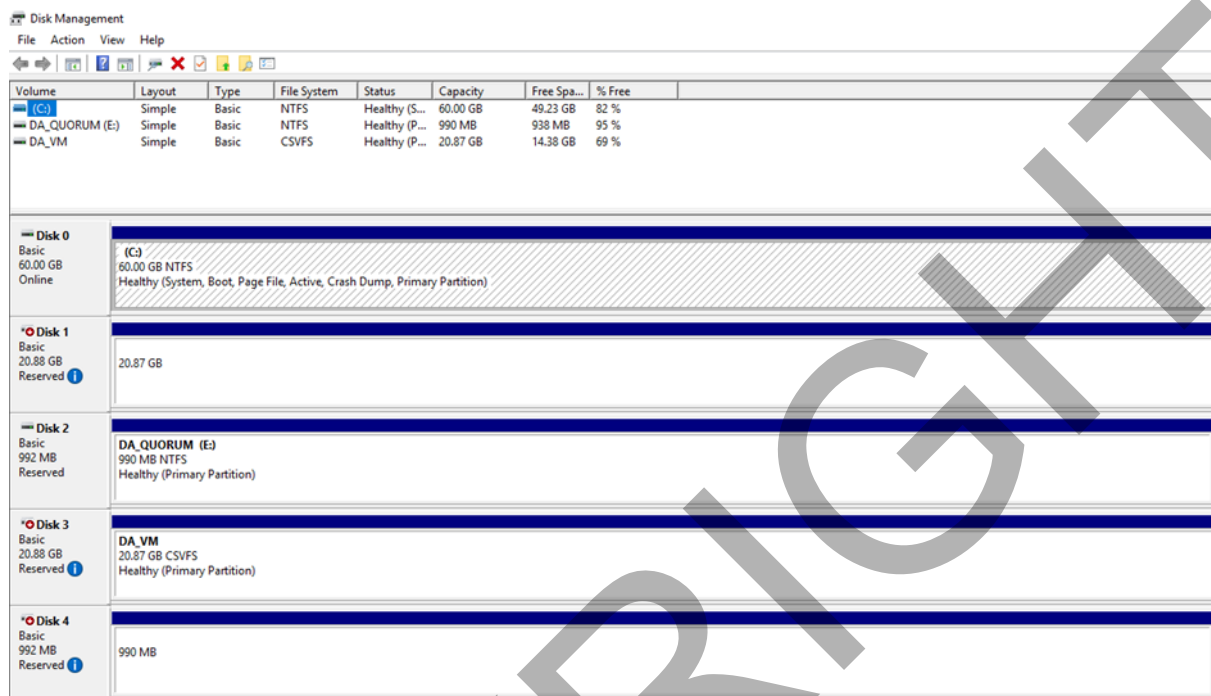 Disk Management
File Action View Help
Volume Layout Type File System Status Capacity Free Spa... % Free
(C:) Simple Basic NTFS Healthy (S... 60.00 GB 49.23 GB 82 %
DA_QUORUM (E:) Simple Basic NTFS Healthy (P... 990 MB 938 MB 95 %
DA_VM Simple Basic CSVFS Healthy (P... 20.87 GB 14.38 GB 69 %
Disk 0
Basic
60.00 GB
Online
(C:)
60.00 GB NTFS
Healthy (System, Boot, Page File, Active, Crash Dump, Primary Partition)
Disk 1
Basic
20.88 GB
Reserved
20.87 GB
Disk 2
Basic
992 MB
Reserved
DA_QUORUM (E:)
990 MB NTFS
Healthy (Primary Partition)
Disk 3
Basic
20.88 GB
Reserved
DA_VM
20.87 GB CSVFS
Healthy (Primary Partition)
Disk 4
Basic
992 MB
Reserved
990 MB
RIGHT